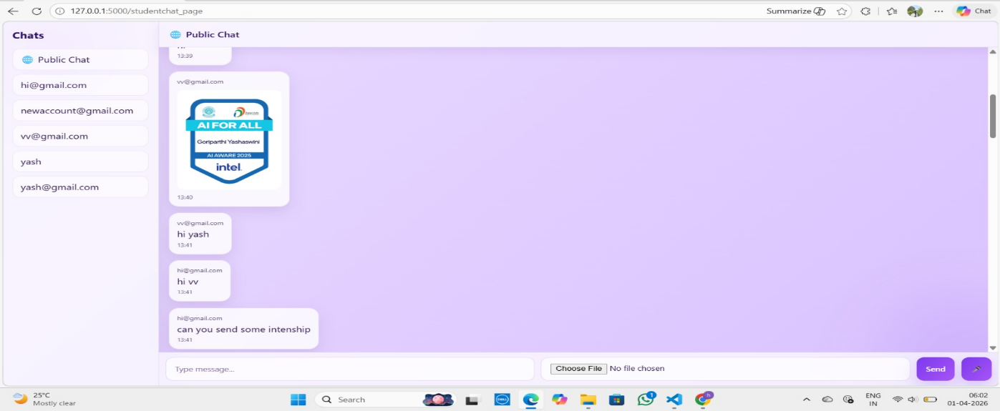 127.0.0.1:5000/studentchat_page
Summarize
Chat
Chats
Public Chat
hi@gmail.com
newaccount@gmail.com
vv@gmail.com
yash
yash@gmail.com
Public Chat
13:39
vv@gmail.com
AI FOR ALL
Goriparthi Yashaswini
AI AWARE 2025
intel.
13:40
vv@gmail.com
hi yash
13:41
hi@gmail.com
hi vv
13:41
hi@gmail.com
can you send some intenship
13:41
Type message...
Choose File No file chosen
Send
25°C
Mostly clear
Search
DELL
1
h
ENG
IN
06:02
01-04-2026